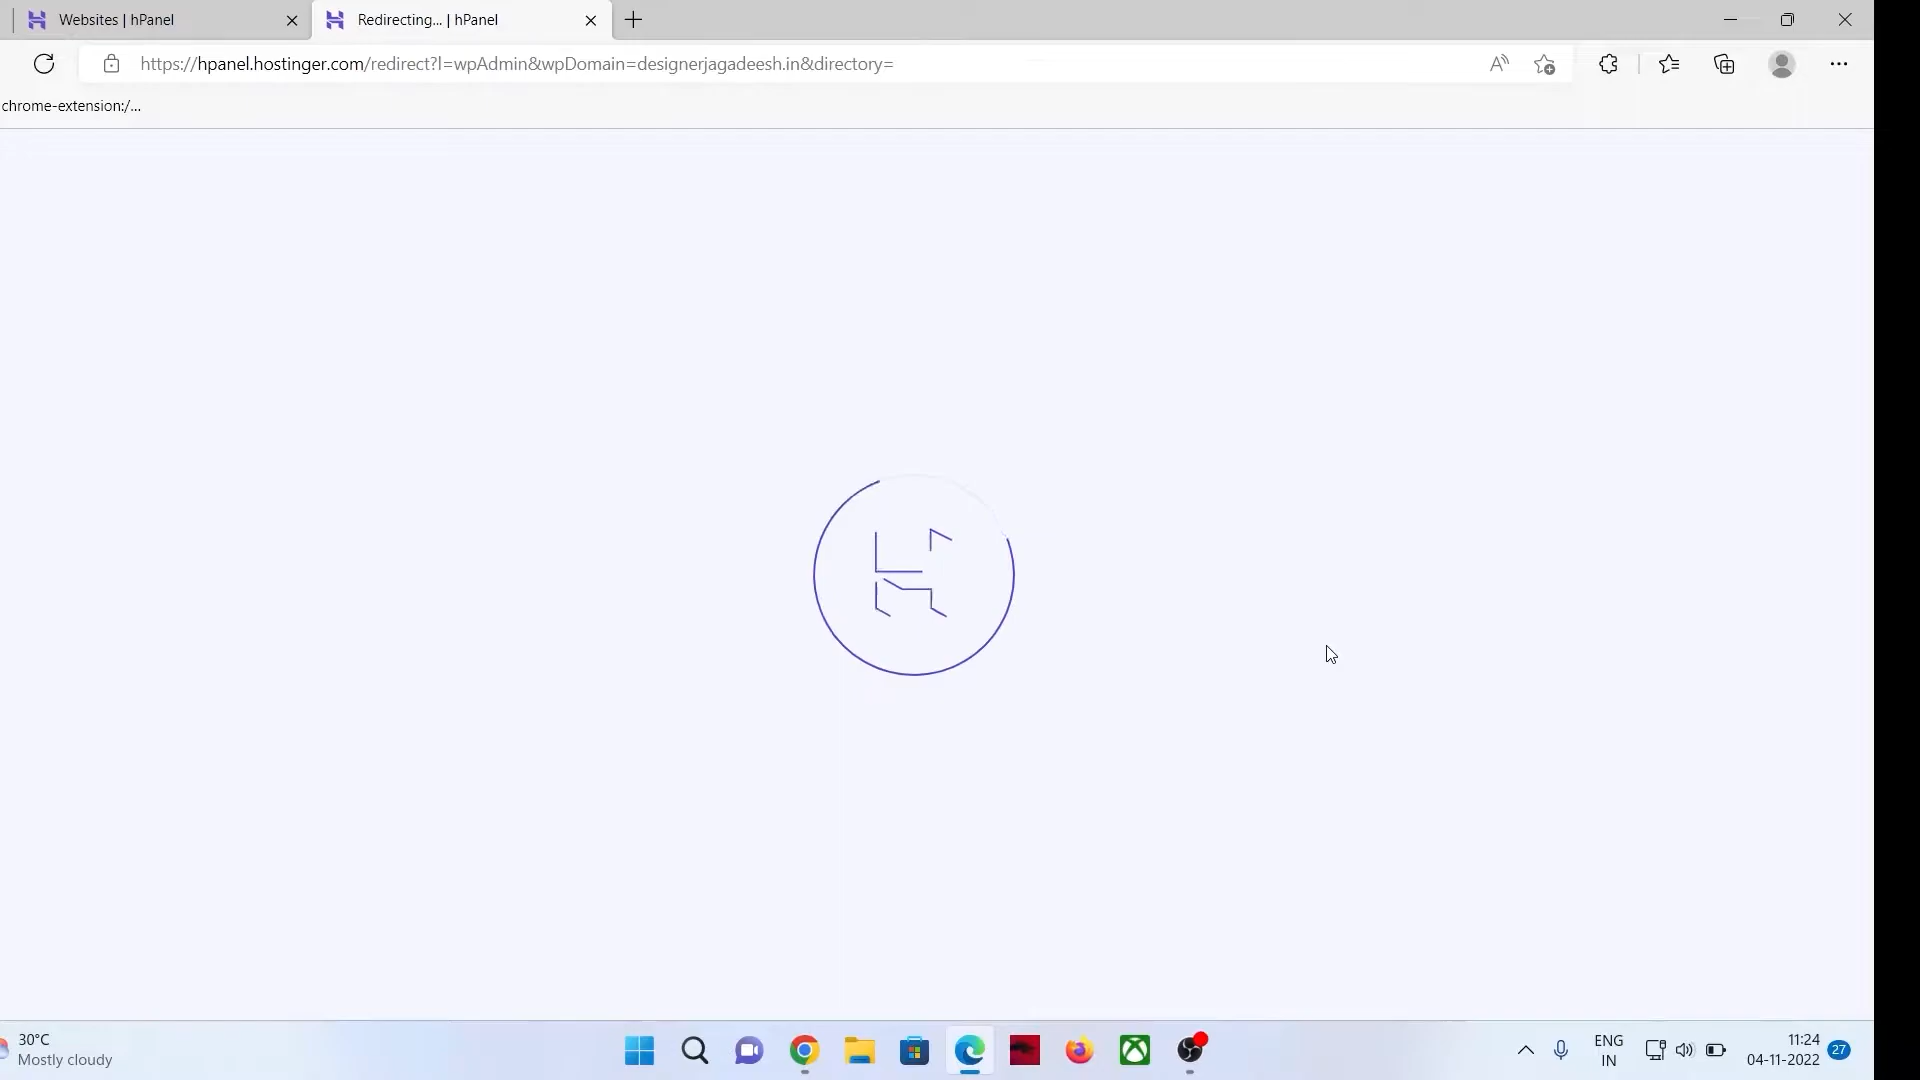 Websites | hPanel
Redirecting... | hPanel
https://hpanel.hostinger.com/redirect?l=wpAdmin&wpDomain=designerjagadeesh.in&directory=
chrome-extension:/...
30°C
Mostly cloudy
ENG
IN
11:24
04-11-2022
27